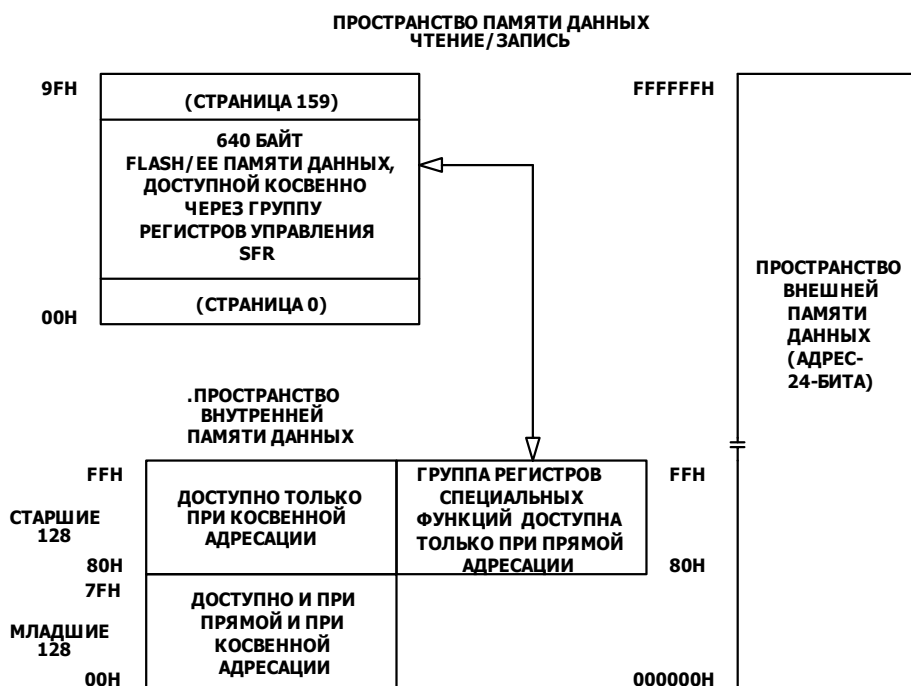 ПРОСТРАНСТВО ПАМЯТИ ДАННЫХ
ЧТЕНИЕ/ЗАПИСЬ
9FH
(СТРАНИЦА 159)
640 БАЙТ
FLASH/EE ПАМЯТИ ДАННЫХ,
ДОСТУПНОЙ КОСВЕННО
ЧЕРЕЗ ГРУППУ
РЕГИСТРОВ УПРАВЛЕНИЯ
SFR
(СТРАНИЦА 0)
00H
FFFFFFH
ПРОСТРАНСТВО
ВНЕШНЕЙ
ПАМЯТИ
ДАННЫХ
(АДРЕС-
24-БИТА)
000000H
.ПРОСТРАНСТВО
ВНУТРЕННЕЙ
ПАМЯТИ ДАННЫХ
FFH
СТАРШИЕ
128
80H
ДОСТУПНО ТОЛЬКО
ПРИ КОСВЕННОЙ
АДРЕСАЦИИ
ГРУППА РЕГИСТРОВ
СПЕЦИАЛЬНЫХ
ФУНКЦИЙ ДОСТУПНА
ТОЛЬКО ПРИ ПРЯМОЙ
АДРЕСАЦИИ
FFH
80H
7FH
МЛАДШИЕ
128
00H
ДОСТУПНО И ПРИ
ПРЯМОЙ И ПРИ
КОСВЕННОЙ
АДРЕСАЦИИ